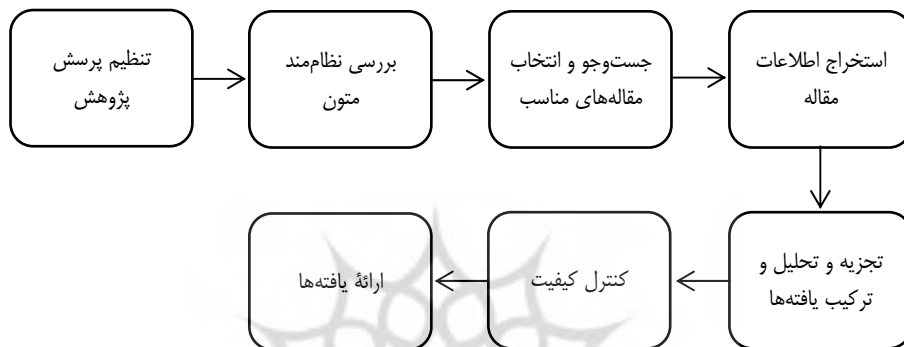 تنظیم پرسش
پژوهش
بررسی نظام‌مند
متون
جست‌وجو و انتخاب
مقاله‌های مناسب
استخراج اطلاعات
مقاله
تجزیه و تحلیل و
ترکیب یافته‌ها
کنترل کیفیت
ارائهٔ یافته‌ها